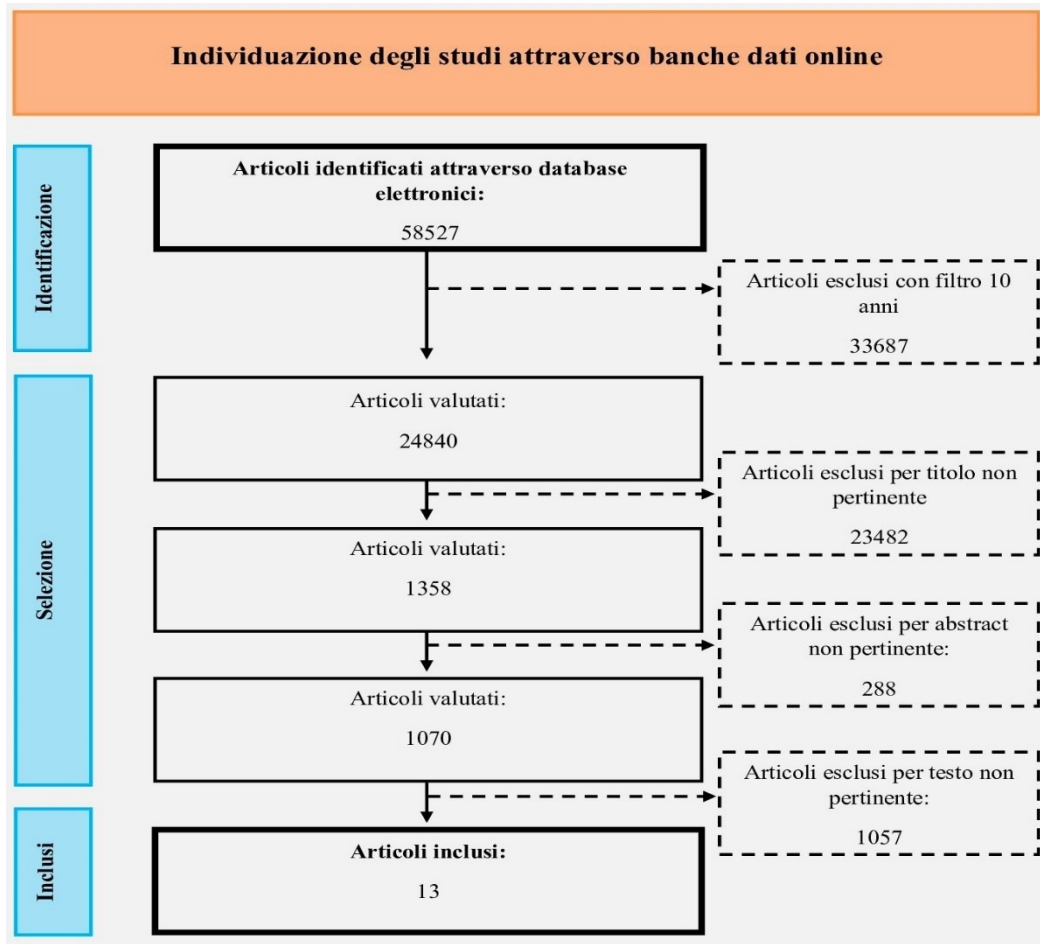 Individuazione degli studi attraverso banche dati online
Identificazione
Articoli identificati attraverso database
elettronici:
58527
Articoli esclusi con filtro 10
anni
33687
Selezione
Articoli valutati:
24840
Articoli esclusi per titolo non
pertinente
23482
Articoli valutati:
1358
Articoli esclusi per abstract
non pertinente:
288
Articoli valutati:
1070
Articoli esclusi per testo non
pertinente:
1057
Inclusi
Articoli inclusi:
13